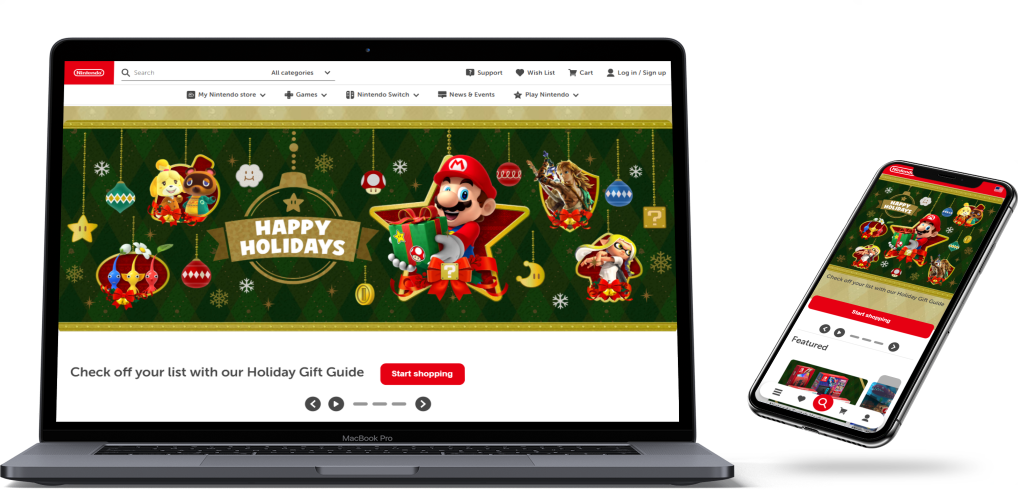 Nintendo
Search
All categories
Support
Wish List
Cart
Log in / Sign up
My Nintendo store
Games
Nintendo Switch
News & Events
Play Nintendo
M
HAPPY
HOLIDAYS
?
?
Check off your list with our Holiday Gift Guide
Start shopping
MacBook Pro
Nintendo
HAPPY
HOLIDAYS
Check off your list with our Holiday Gift Guide
Start shopping
Featured